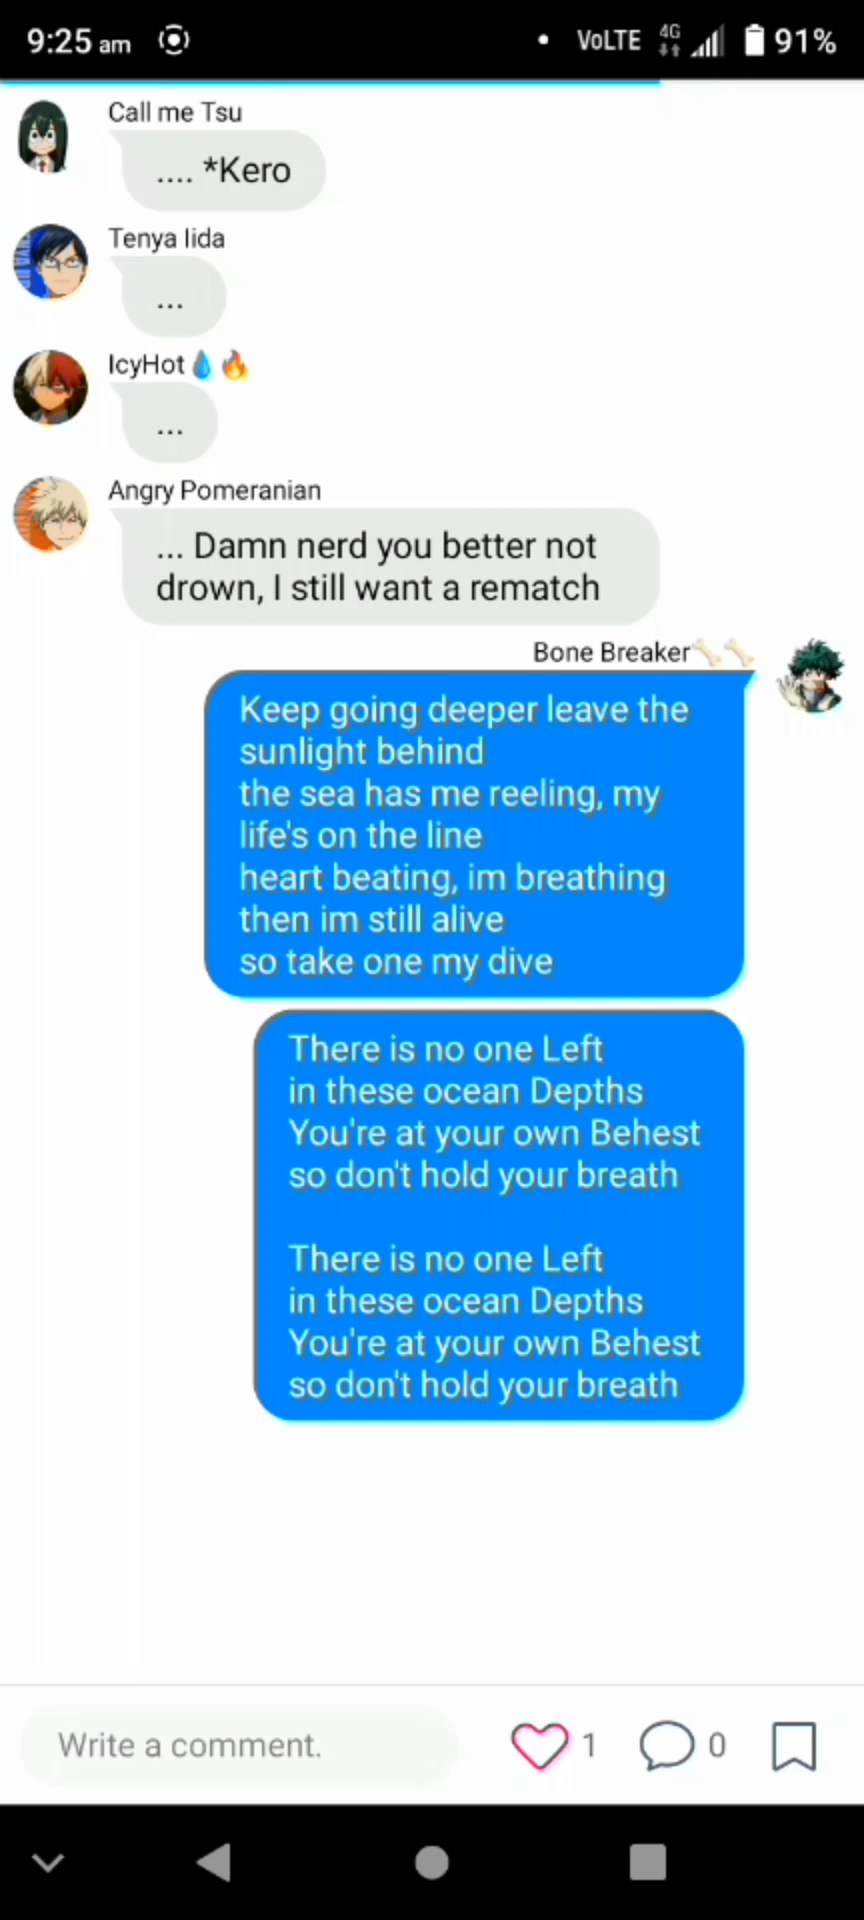 9:25 am VoLTE 4G 91%
Call me Tsu
.... *Kero
Tenya Iida
...
IcyHot💧🔥
...
Angry Pomeranian
... Damn nerd you better not
drown, I still want a rematch
Bone Breaker🦴🦴
Keep going deeper leave the
sunlight behind
the sea has me reeling, my
life's on the line
heart beating, im breathing
then im still alive
so take one my dive
There is no one Left
in these ocean Depths
You're at your own Behest
so don't hold your breath
There is no one Left
in these ocean Depths
You're at your own Behest
so don't hold your breath
Write a comment. 1 0